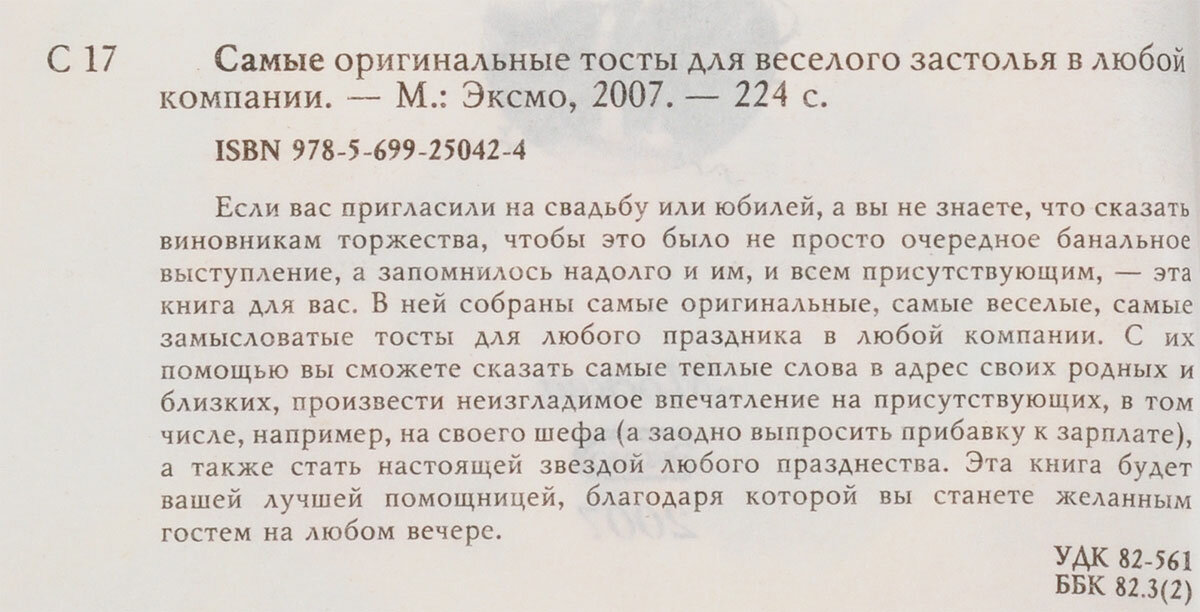 С 17 Самые оригинальные тосты для веселого застолья в любой
компании. — М.: Эксмо, 2007. — 224 с.
ISBN 978-5-699-25042-4
Если вас пригласили на свадьбу или юбилей, а вы не знаете, что сказать
виновникам торжества, чтобы это было не просто очередное банальное
выступление, а запомнилось надолго и им, и всем присутствующим, — эта
книга для вас. В ней собраны самые оригинальные, самые веселые, самые
замысловатые тосты для любого праздника в любой компании. С их
помощью вы сможете сказать самые теплые слова в адрес своих родных и
близких, произвести неизгладимое впечатление на присутствующих, в том
числе, например, на своего шефа (а заодно выпросить прибавку к зарплате),
а также стать настоящей звездой любого празднества. Эта книга будет
вашей лучшей помощницей, благодаря которой вы станете желанным
гостем на любом вечере.
УДК 82-561
ББК 82.3(2)